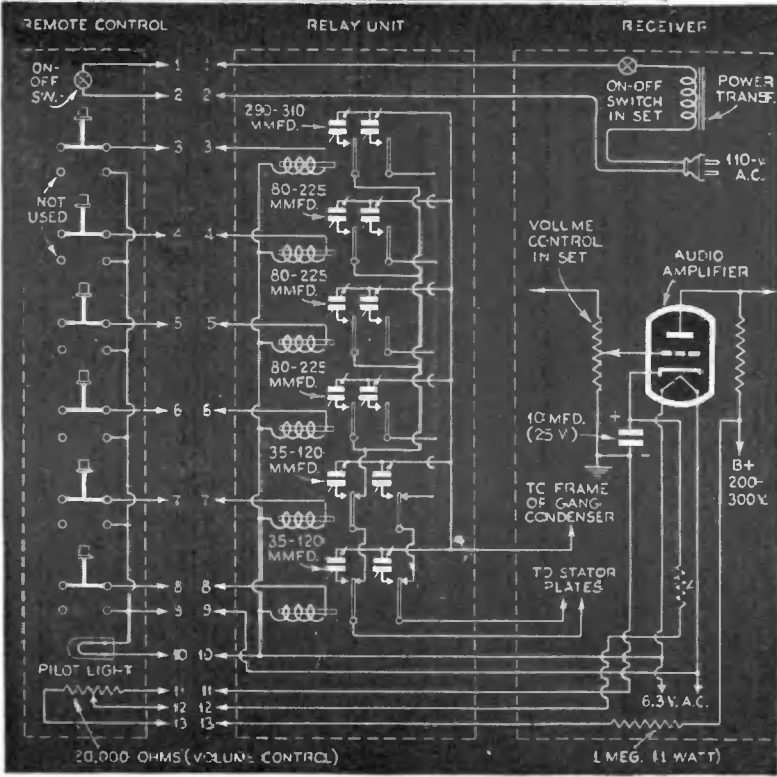 REMOTE CONTROL
RELAY UNIT
RECEIVER
ON-
OFF
SW.
1 1
2 2
3 3
4 4
5 5
6 6
7 7
8 8
9 9
10 10
11 11
12 12
13 13
NOT
USED
PILOT LIGHT
20,000 OHMS (VOLUME CONTROL)
290-310
MMFD.
80-225
MMFD.
80-225
MMFD.
80-225
MMFD.
35-120
MMFD.
35-120
MMFD.
ON-OFF
SWITCH
IN SET
POWER
TRANSF.
110-V.
A.C.
VOLUME
CONTROL
IN SET
AUDIO
AMPLIFIER
10 MFD.
(25 V.)
+
-
B+
200-
300V.
TO FRAME
OF GANG
CONDENSER
TO STATOR
PLATES
6.3 V. A.C.
1 MEG. (1 WATT)